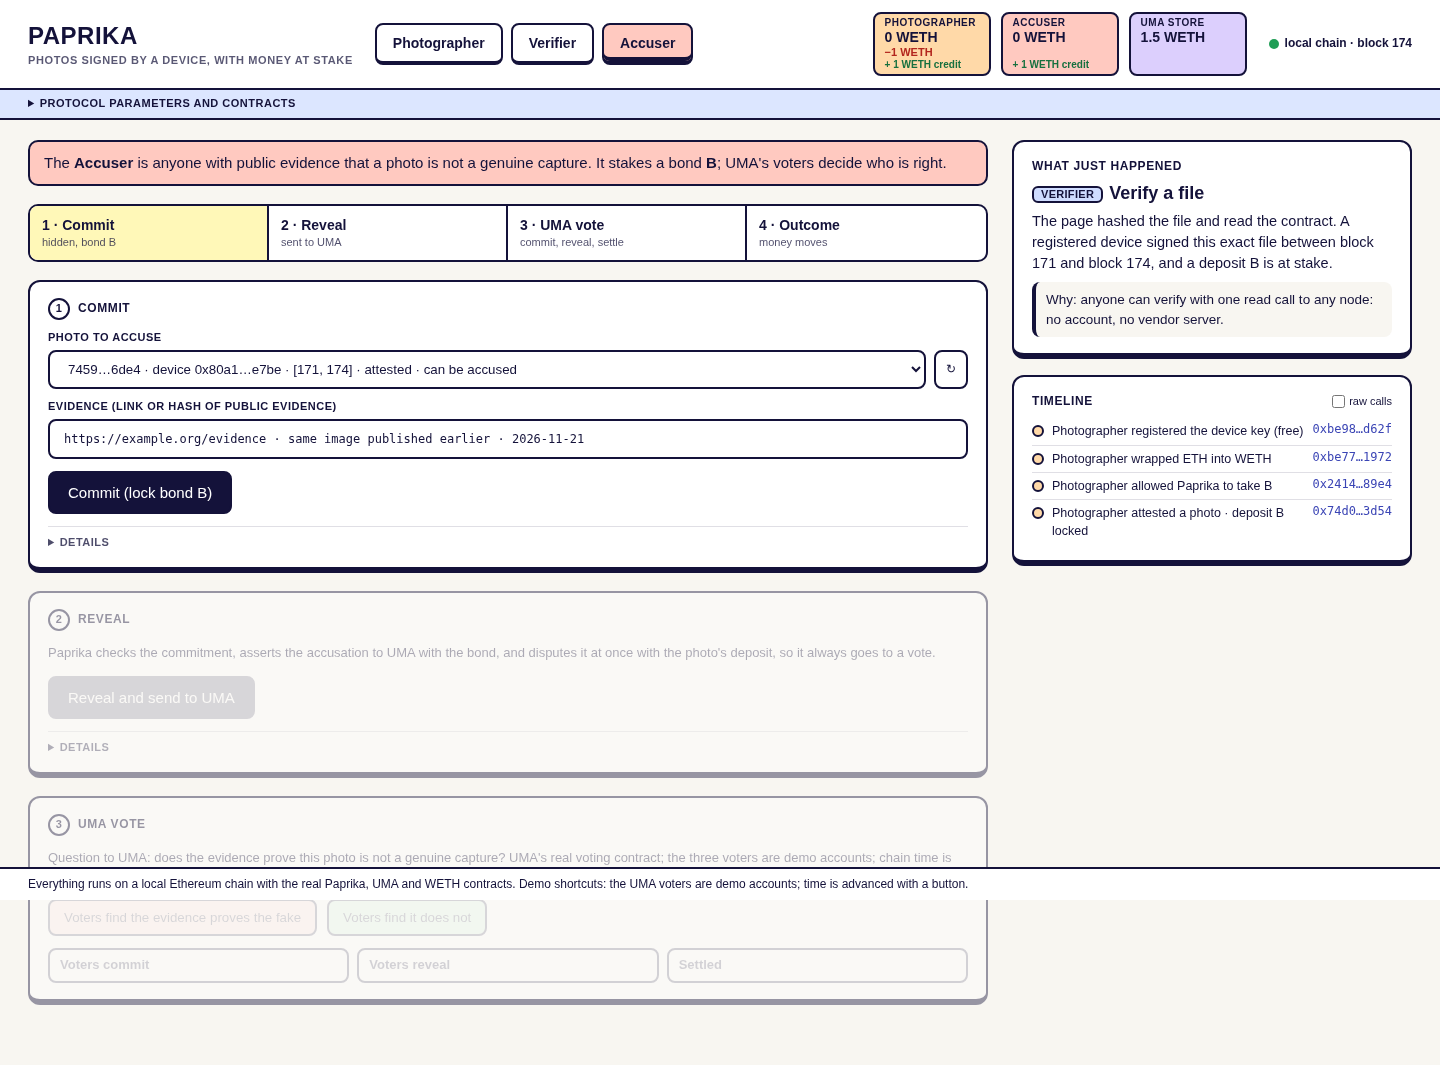 PAPRIKA
PHOTOS SIGNED BY A DEVICE, WITH MONEY AT STAKE
Photographer
Verifier
Accuser
PHOTOGRAPHER
0 WETH
−1 WETH
+ 1 WETH credit
ACCUSER
0 WETH
+ 1 WETH credit
UMA STORE
1.5 WETH
local chain · block 174
PROTOCOL PARAMETERS AND CONTRACTS
The Accuser is anyone with public evidence that a photo is not a genuine capture. It stakes a bond B; UMA's voters decide who is right.
1 · Commit
hidden, bond B
2 · Reveal
sent to UMA
3 · UMA vote
commit, reveal, settle
4 · Outcome
money moves
1 COMMIT
PHOTO TO ACCUSE
7459…6de4 · device 0x80a1…e7be · [171, 174] · attested · can be accused
↻
EVIDENCE (LINK OR HASH OF PUBLIC EVIDENCE)
https://example.org/evidence · same image published earlier · 2026-11-21
Commit (lock bond B)
DETAILS
2 REVEAL
Paprika checks the commitment, asserts the accusation to UMA with the bond, and disputes it at once with the photo's deposit, so it always goes to a vote.
Reveal and send to UMA
DETAILS
3 UMA VOTE
Question to UMA: does the evidence prove this photo is not a genuine capture? UMA's real voting contract; the three voters are demo accounts; chain time is
Everything runs on a local Ethereum chain with the real Paprika, UMA and WETH contracts. Demo shortcuts: the UMA voters are demo accounts; time is advanced with a button.
Voters find the evidence proves the fake
Voters find it does not
Voters commit
Voters reveal
Settled
WHAT JUST HAPPENED
VERIFIER Verify a file
The page hashed the file and read the contract. A
registered device signed this exact file between block
171 and block 174, and a deposit B is at stake.
Why: anyone can verify with one read call to any node:
no account, no vendor server.
TIMELINE
raw calls
Photographer registered the device key (free) 0xbe98…d62f
Photographer wrapped ETH into WETH 0xbe77…1972
Photographer allowed Paprika to take B 0x2414…89e4
Photographer attested a photo · deposit B 0x74d0…3d54
locked